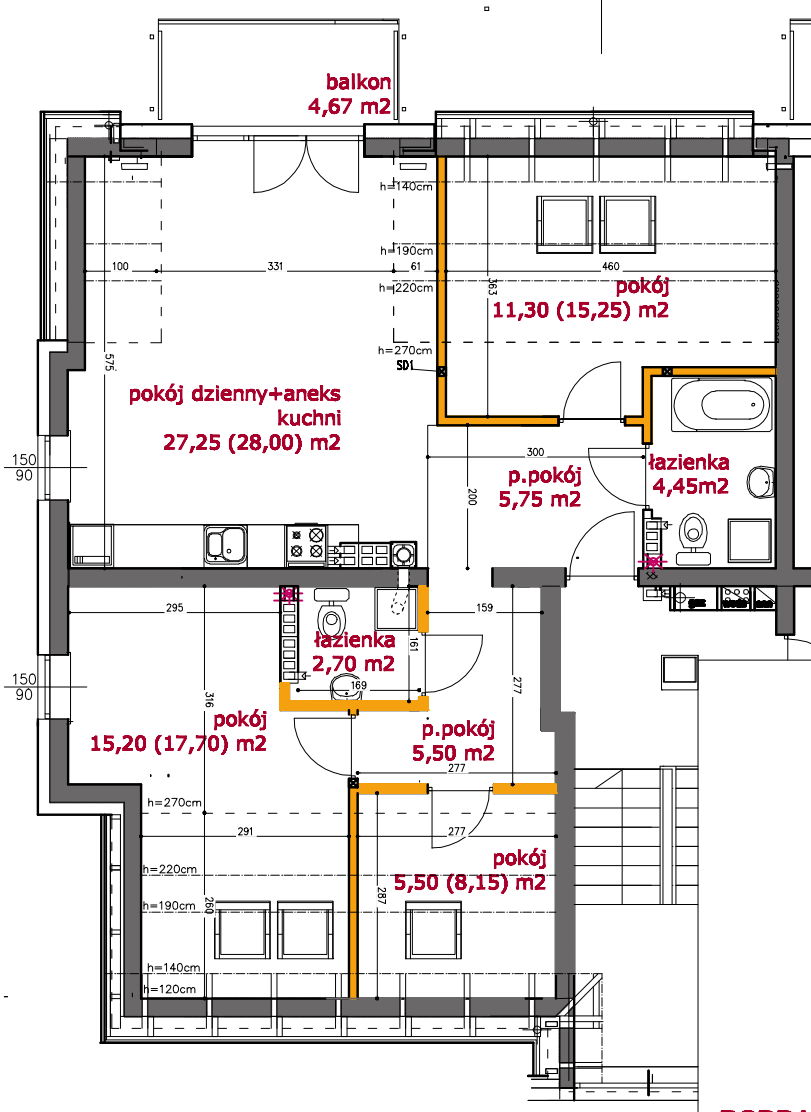 balkon
4,67 m2
h=140cm
h=190cm
100
331
61
460
363
h=220cm
pokój
11,30 (15,25) m2
h=270cm
SD1
575
pokój dzienny+aneks
kuchni
27,25 (28,00) m2
150
90
300
p.pokój
5,75 m2
łazienka
4,45m2
200
295
159
łazienka
2,70 m2
161
169
277
150
90
316
pokój
15,20 (17,70) m2
p.pokój
5,50 m2
277
h=270cm
291
277
pokój
5,50 (8,15) m2
h=220cm
287
h=190cm
260
h=140cm
h=120cm